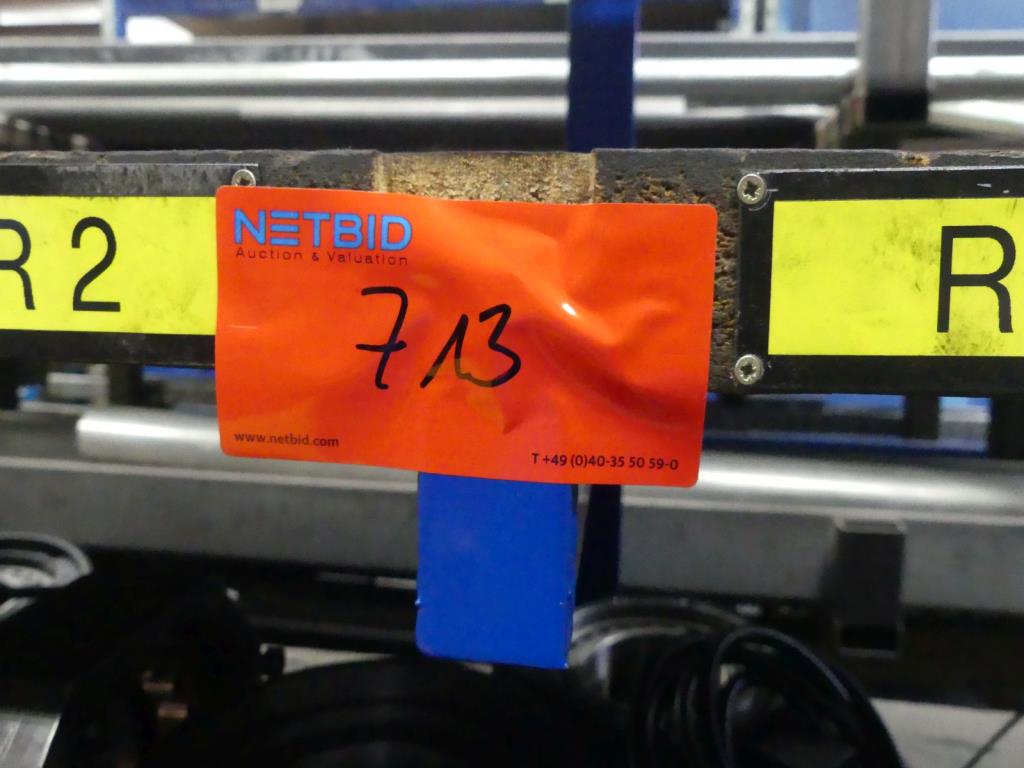 R 2
NETBID
Auction & Valuation
713
www.netbid.com
T +49 (0)40-35 50 59-0
R